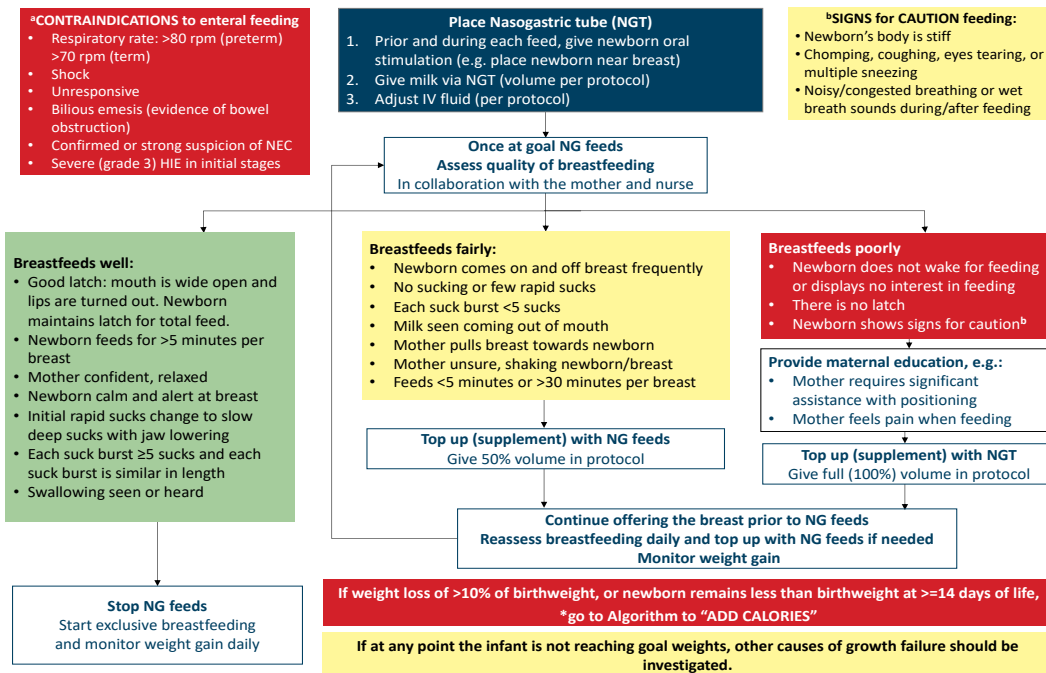 ᵃCONTRAINDICATIONS to enteral feeding
• Respiratory rate: >80 rpm (preterm)
>70 rpm (term)
• Shock
• Unresponsive
• Bilious emesis (evidence of bowel
obstruction)
• Confirmed or strong suspicion of NEC
• Severe (grade 3) HIE in initial stages
Place Nasogastric tube (NGT)
1. Prior and during each feed, give newborn oral
stimulation (e.g. place newborn near breast)
2. Give milk via NGT (volume per protocol)
3. Adjust IV fluid (per protocol)
ᵇSIGNS for CAUTION feeding:
• Newborn's body is stiff
• Chomping, coughing, eyes tearing, or
multiple sneezing
• Noisy/congested breathing or wet
breath sounds during/after feeding
Once at goal NG feeds
Assess quality of breastfeeding
In collaboration with the mother and nurse
Breastfeeds well:
• Good latch: mouth is wide open and
lips are turned out. Newborn
maintains latch for total feed.
• Newborn feeds for >5 minutes per
breast
• Mother confident, relaxed
• Newborn calm and alert at breast
• Initial rapid sucks change to slow
deep sucks with jaw lowering
• Each suck burst ≥5 sucks and each
suck burst is similar in length
• Swallowing seen or heard
Breastfeeds fairly:
• Newborn comes on and off breast frequently
• No sucking or few rapid sucks
• Each suck burst <5 sucks
• Milk seen coming out of mouth
• Mother pulls breast towards newborn
• Mother unsure, shaking newborn/breast
• Feeds <5 minutes or >30 minutes per breast
Breastfeeds poorly
• Newborn does not wake for feeding
or displays no interest in feeding
• There is no latch
• Newborn shows signs for cautionᵇ
Provide maternal education, e.g.:
• Mother requires significant
assistance with positioning
• Mother feels pain when feeding
Top up (supplement) with NG feeds
Give 50% volume in protocol
Top up (supplement) with NGT
Give full (100%) volume in protocol
Continue offering the breast prior to NG feeds
Reassess breastfeeding daily and top up with NG feeds if needed
Monitor weight gain
Stop NG feeds
Start exclusive breastfeeding
and monitor weight gain daily
If weight loss of >10% of birthweight, or newborn remains less than birthweight at >=14 days of life,
*go to Algorithm to “ADD CALORIES”
If at any point the infant is not reaching goal weights, other causes of growth failure should be
investigated.